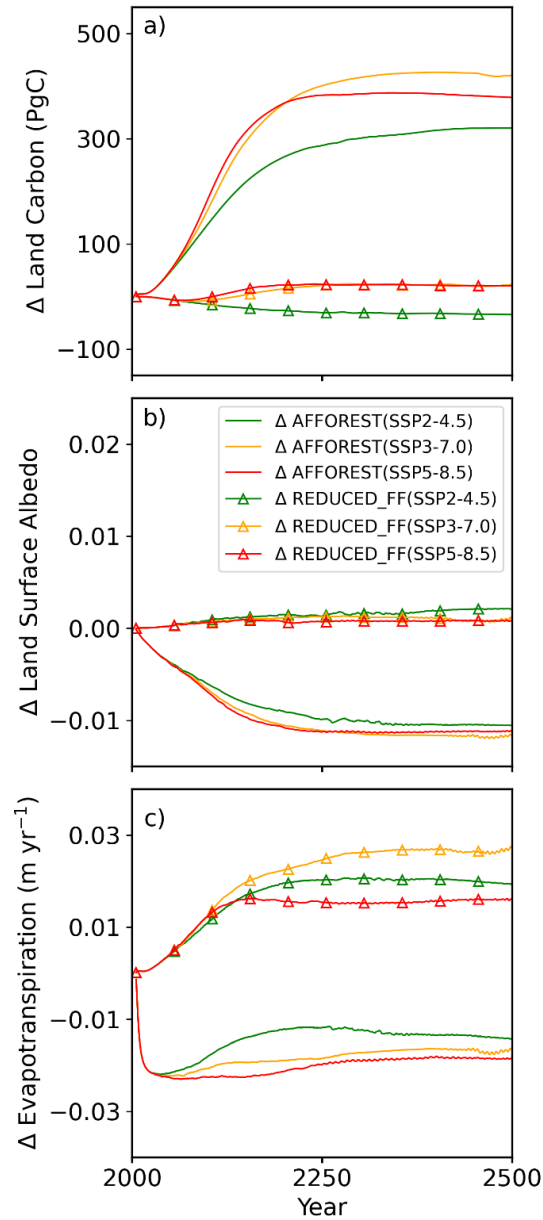 a)
500
300
100
−100
Δ Land Carbon (PgC)
b)
Δ AFFOREST(SSP2-4.5)
Δ AFFOREST(SSP3-7.0)
Δ AFFOREST(SSP5-8.5)
Δ REDUCED_FF(SSP2-4.5)
Δ REDUCED_FF(SSP3-7.0)
Δ REDUCED_FF(SSP5-8.5)
0.02
0.01
0.00
−0.01
Δ Land Surface Albedo
c)
0.03
0.01
−0.01
−0.03
Δ Evapotranspiration (m yr⁻¹)
2000
2250
2500
Year